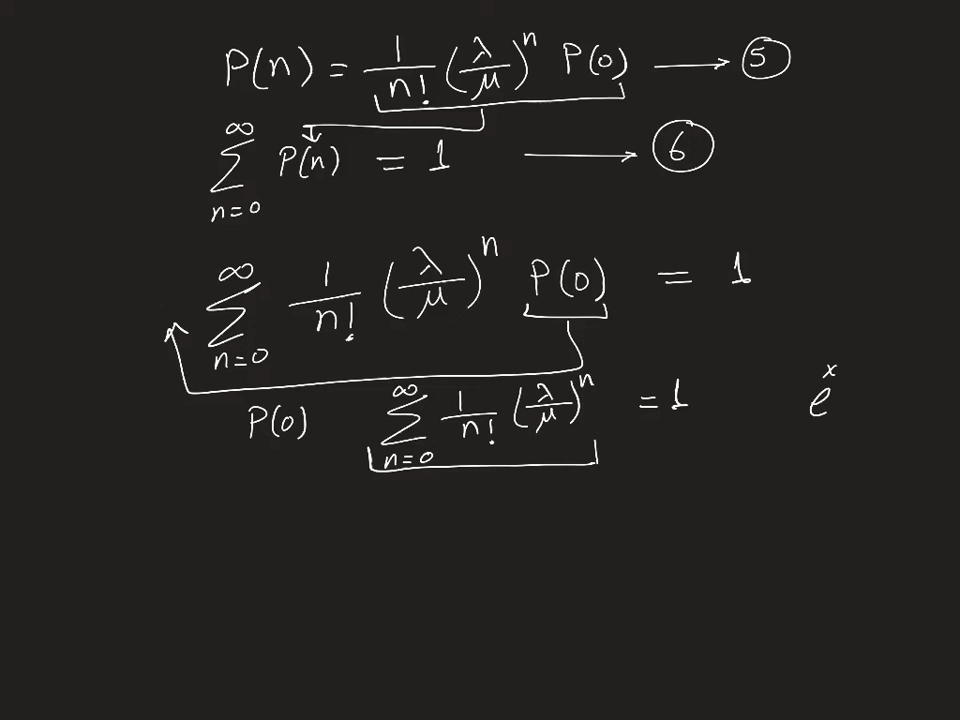 P(n) = 1/n! (λ/μ)^n P(0) → ⑤
∑_{n=0}^{∞} P(n) = 1 → ⑥
∑_{n=0}^{∞} 1/n! (λ/μ)^n P(0) = 1
P(0) ∑_{n=0}^{∞} 1/n! (λ/μ)^n = 1 e^x